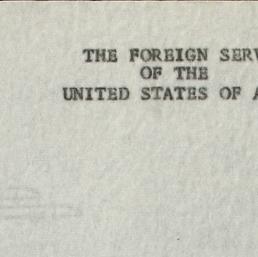 THE FOREIGN SERV
OF THE
UNITED STATES OF A